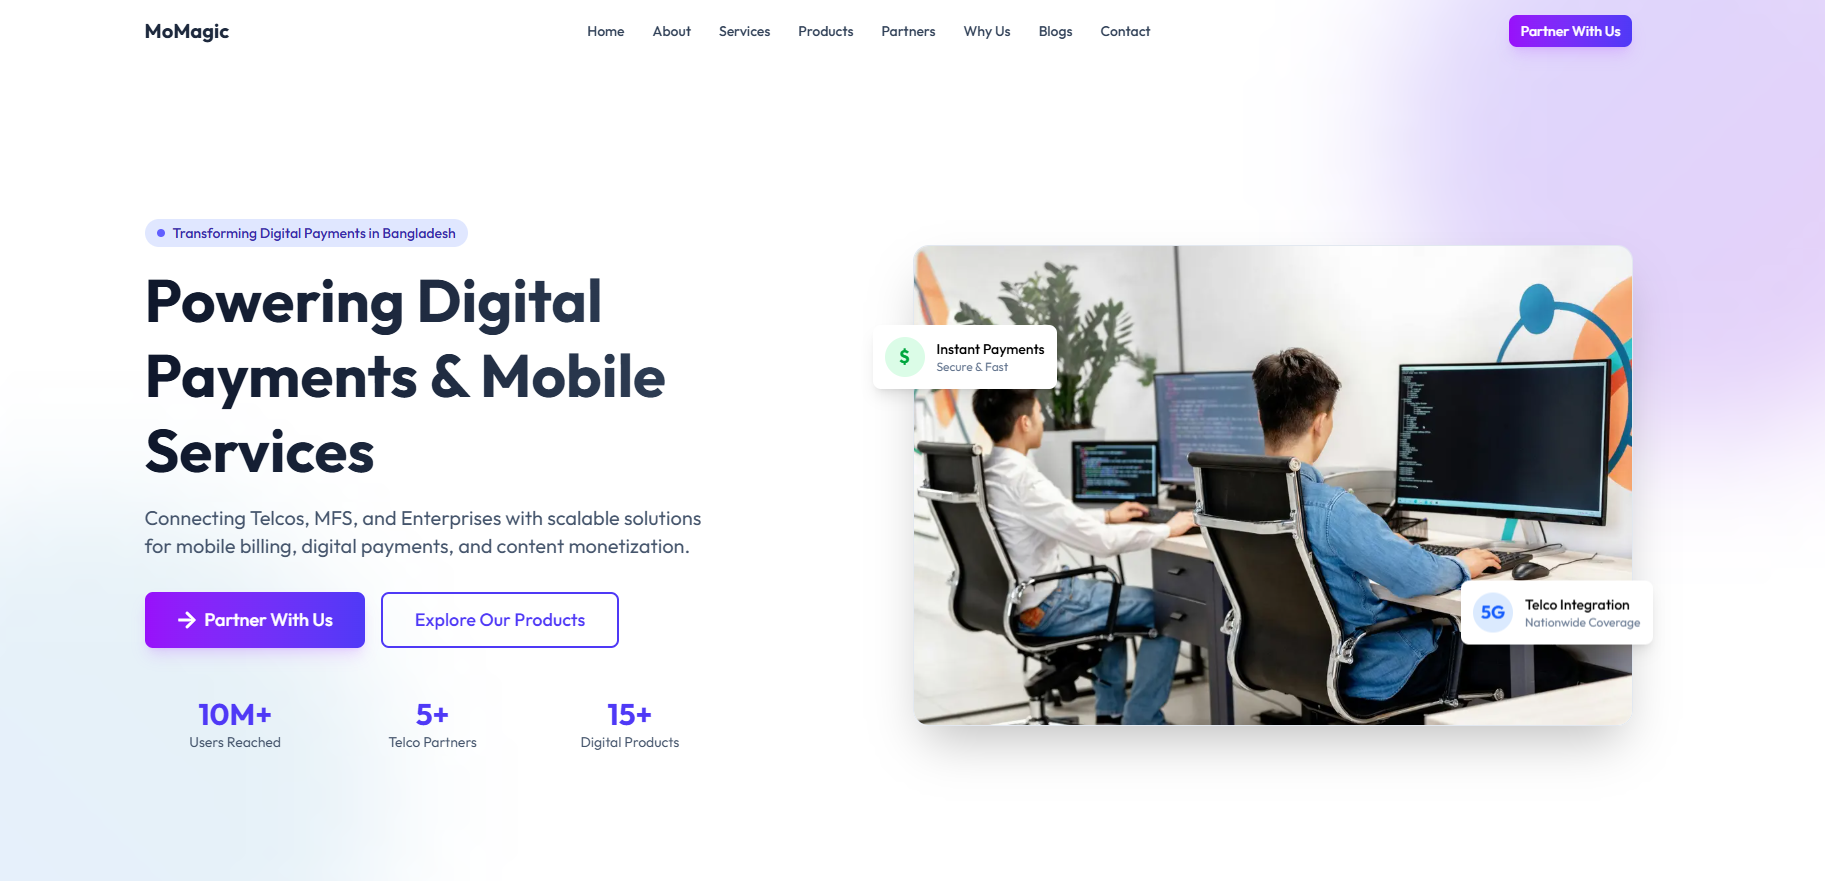 MoMagic
Home
About
Services
Products
Partners
Why Us
Blogs
Contact
Partner With Us
Transforming Digital Payments in Bangladesh
Powering Digital
Payments & Mobile
Services
Connecting Telcos, MFS, and Enterprises with scalable solutions
for mobile billing, digital payments, and content monetization.
Partner With Us
Explore Our Products
10M+
Users Reached
5+
Telco Partners
15+
Digital Products
$
Instant Payments
Secure & Fast
5G
Telco Integration
Nationwide Coverage